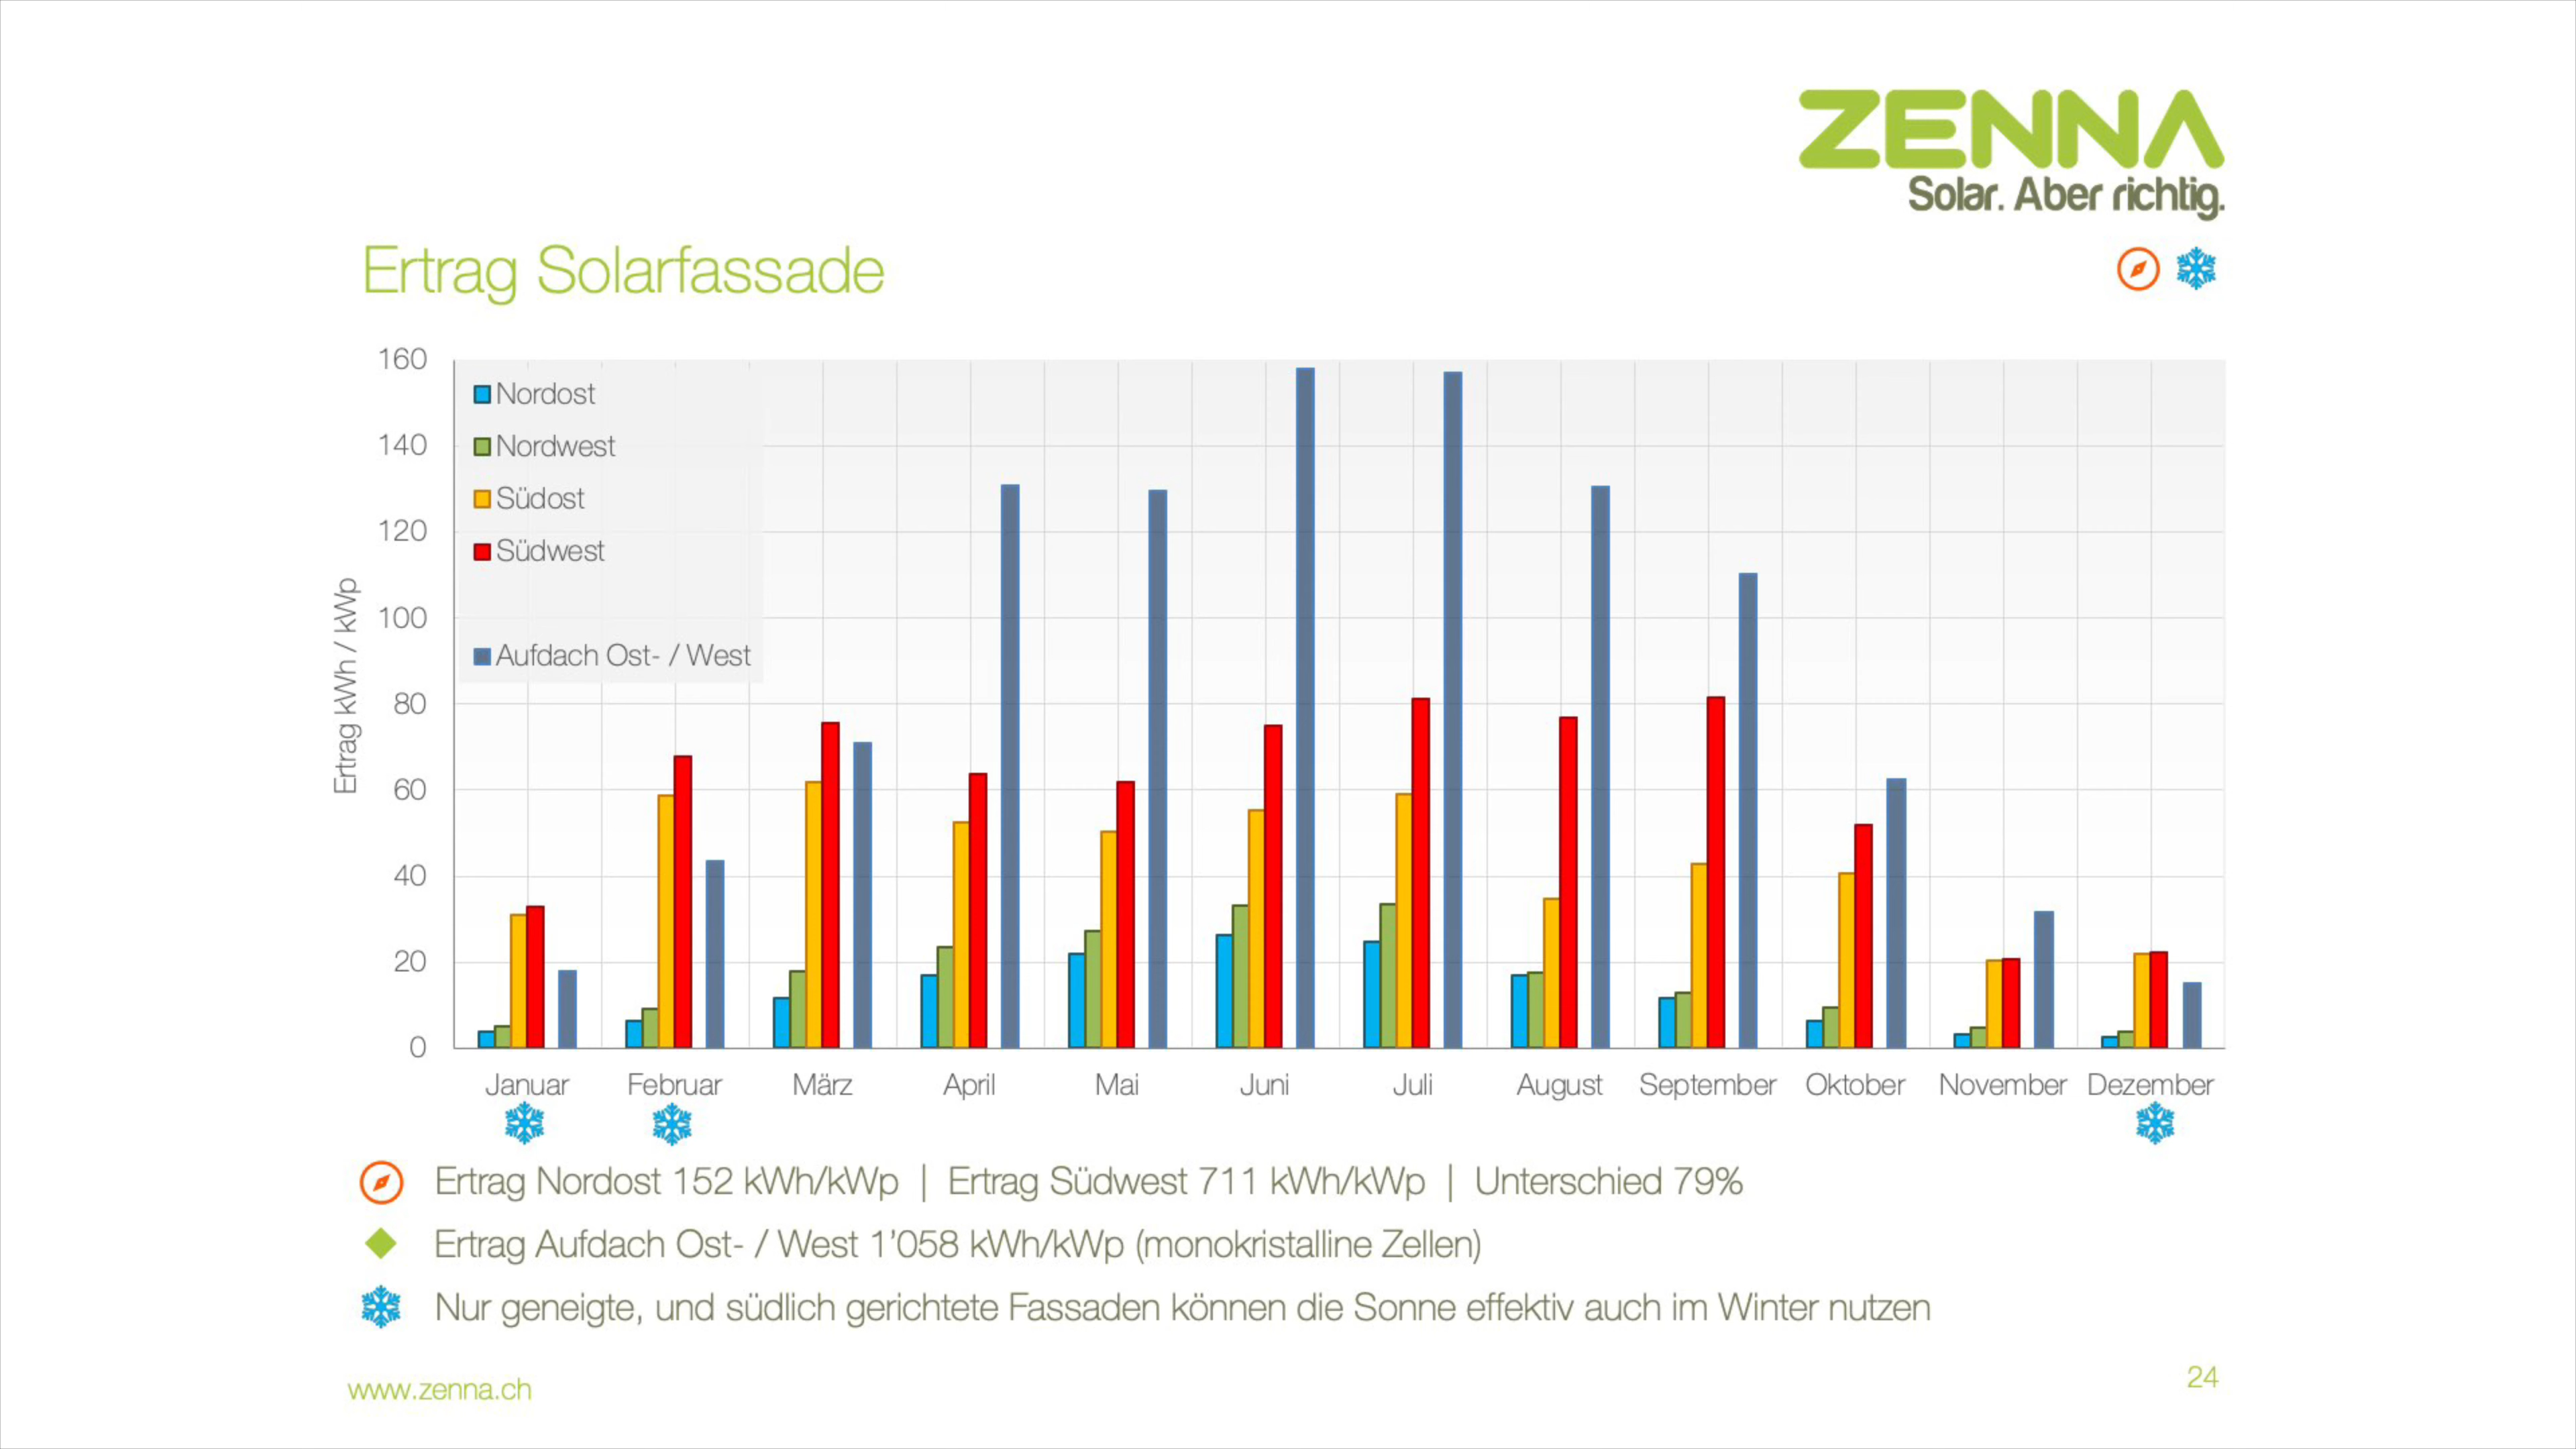 ZENNA
Solar. Aber richtig.
Ertrag Solarfassade
Ertrag kWh / kWp
160
140
120
100
80
60
40
20
0
Nordost
Nordwest
Südost
Südwest
Aufdach Ost- / West
Januar Februar März April Mai Juni Juli August September Oktober November Dezember
Ertrag Nordost 152 kWh/kWp | Ertrag Südwest 711 kWh/kWp | Unterschied 79%
Ertrag Aufdach Ost- / West 1'058 kWh/kWp (monokristalline Zellen)
Nur geneigte, und südlich gerichtete Fassaden können die Sonne effektiv auch im Winter nutzen
www.zenna.ch
24